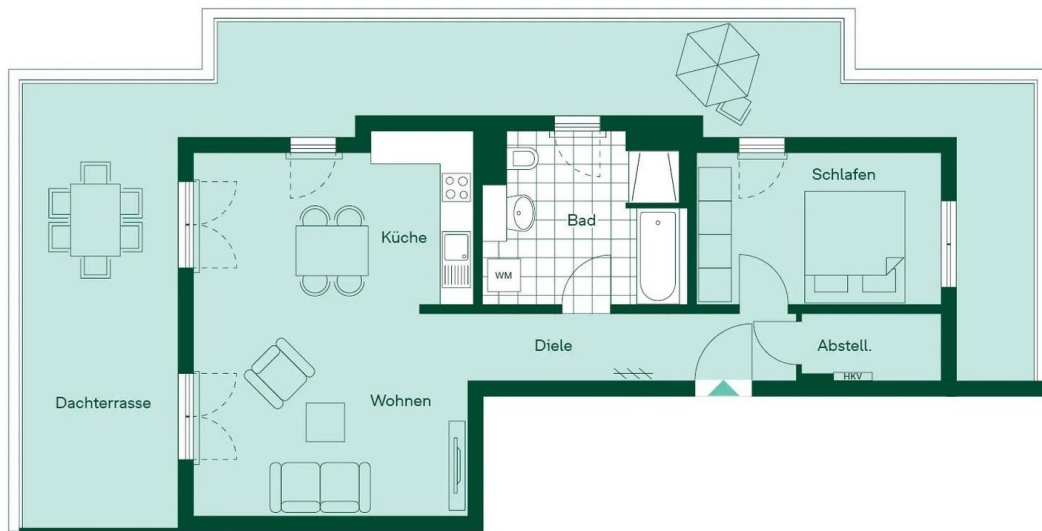 Schlafen
Bad
Küche
WM
Diele
Abstell.
HKV
Dachterrasse
Wohnen